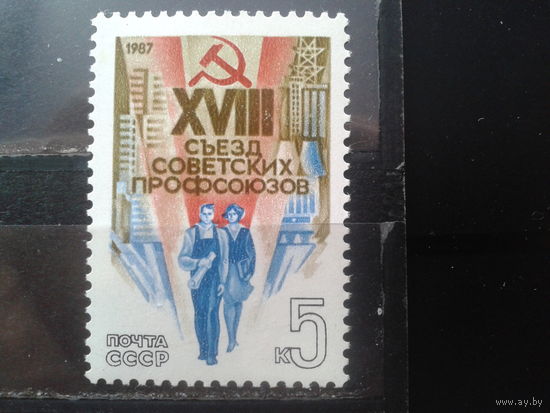 1987
XVIII
СЪЕЗД
СОВЕТСКИХ
ПРОФСОЮЗОВ
ПОЧТА
СССР
5
К
www.ay.by